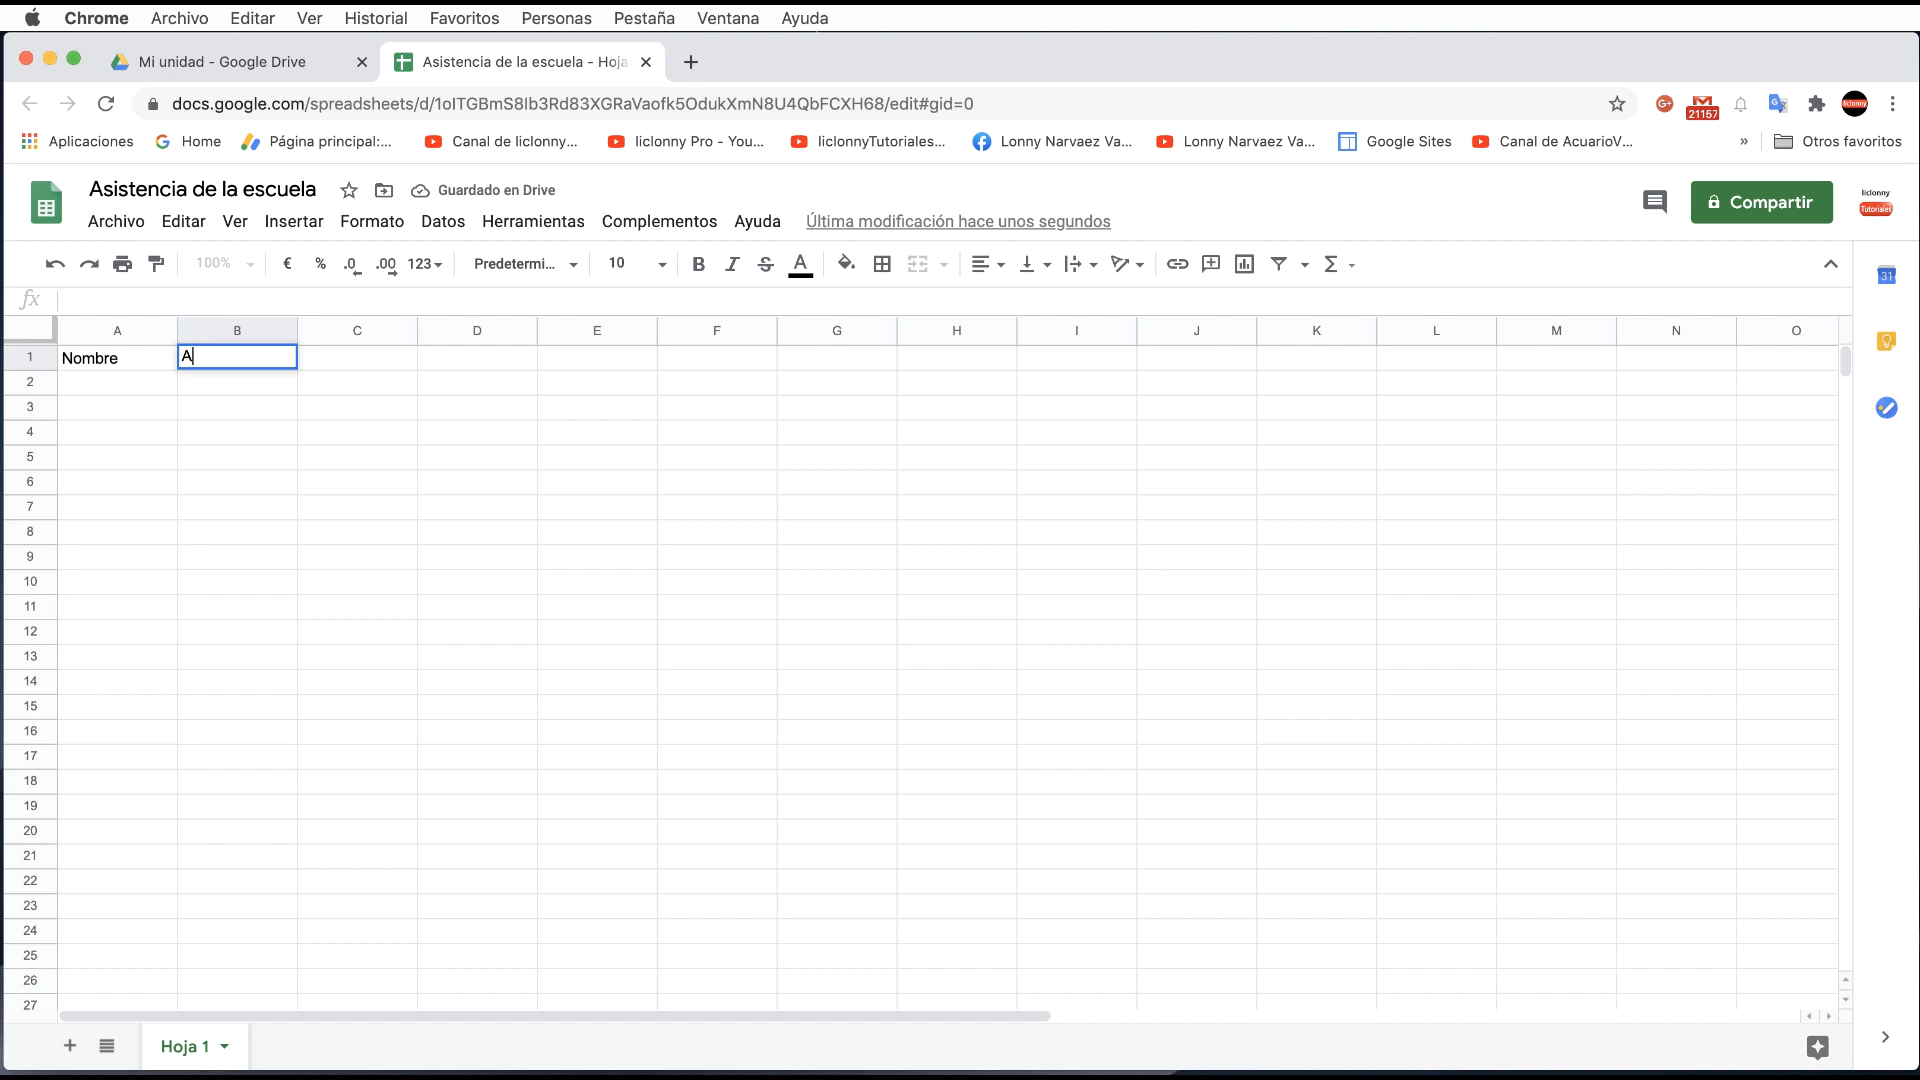 Chrome Archivo Editar Ver Historial Favoritos Personas Pestaña Ventana Ayuda
Mi unidad - Google Drive
Asistencia de la escuela - Hoja
docs.google.com/spreadsheets/d/1oITGBmS8Ib3Rd83XGRaVaofk5OdukXmN8U4QbFCXH68/edit#gid=0
21157
Aplicaciones Home Página principal:... Canal de liclonny... liclonny Pro - You... liclonnyTutoriales... Lonny Narvaez Va... Lonny Narvaez Va... Google Sites Canal de AcuarioV... » Otros favoritos
Asistencia de la escuela Guardado en Drive
Archivo Editar Ver Insertar Formato Datos Herramientas Complementos Ayuda Última modificación hace unos segundos
Compartir
liclonny
Tutoriales
100% € % .0 .00 123 Predetermi... 10 B I S A Σ
31
fx
A B C D E F G H I J K L M N O
1 Nombre A
2
3
4
5
6
7
8
9
10
11
12
13
14
15
16
17
18
19
20
21
22
23
24
25
26
27
Hoja 1